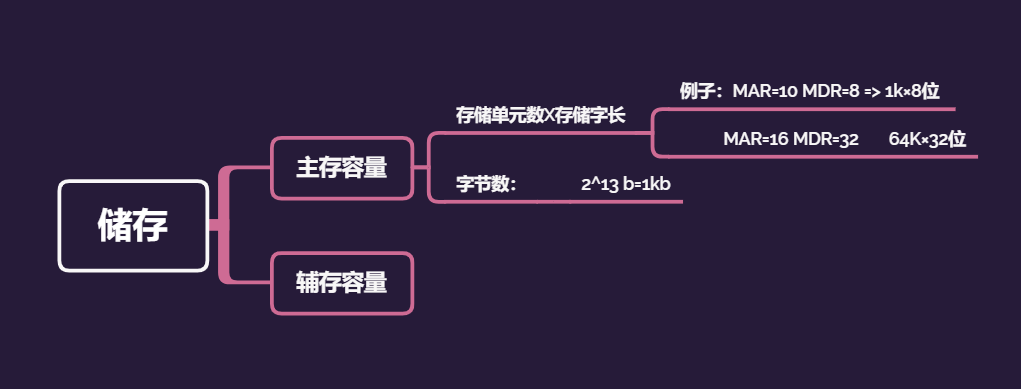 储存
主存容量
存储单元数X存储字长
例子：MAR=10 MDR=8 => 1k×8位
MAR=16 MDR=32 64K×32位
字节数： 2^13 b=1kb
辅存容量